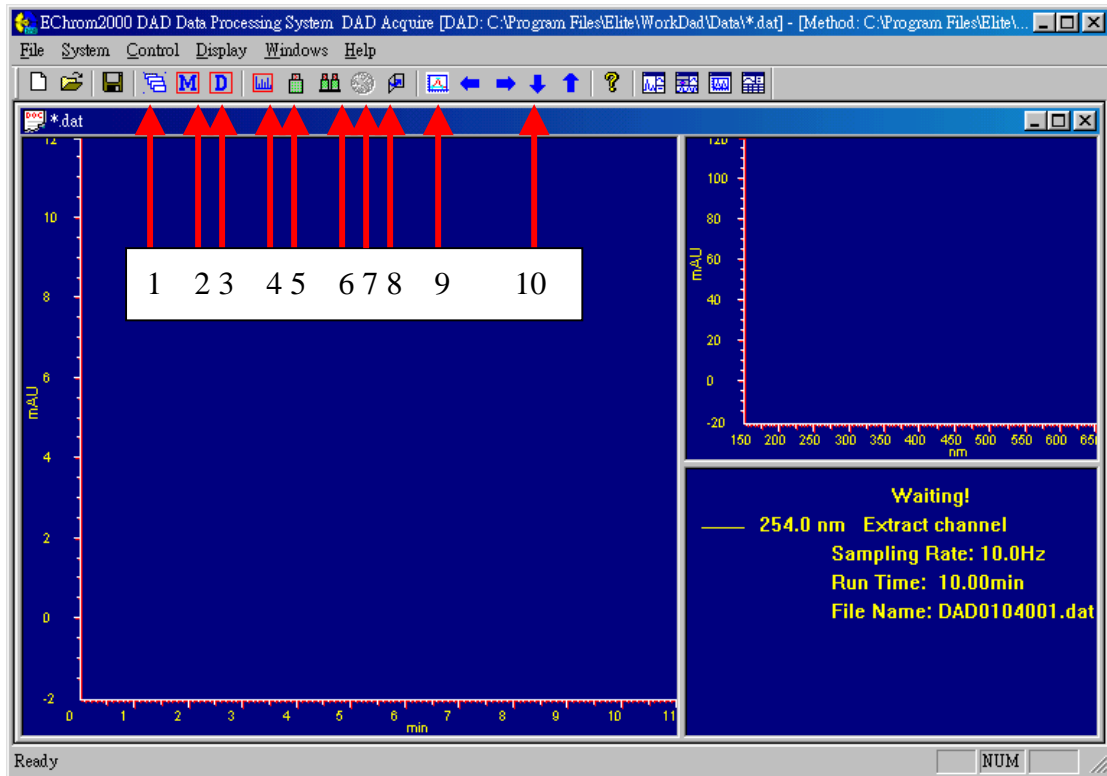 EChrom2000 DAD Data Processing System DAD Acquire [DAD: C:\Program Files\Elite\WorkDad\Data\*.dat] - [Method: C:\Program Files\Elite\...
File System Control Display Windows Help
M D ?
DOC *.dat
12
10
8
6
4
2
0
-2
mAU
0 1 2 3 4 5 6 7 8 9 10 11
min
1 2 3 4 5 6 7 8 9 10
120
100
80
60
40
20
0
-20
mAU
150 200 250 300 350 400 450 500 550 600 650
nm
Waiting!
254.0 nm Extract channel
Sampling Rate: 10.0Hz
Run Time: 10.00min
File Name: DAD0104001.dat
Ready NUM